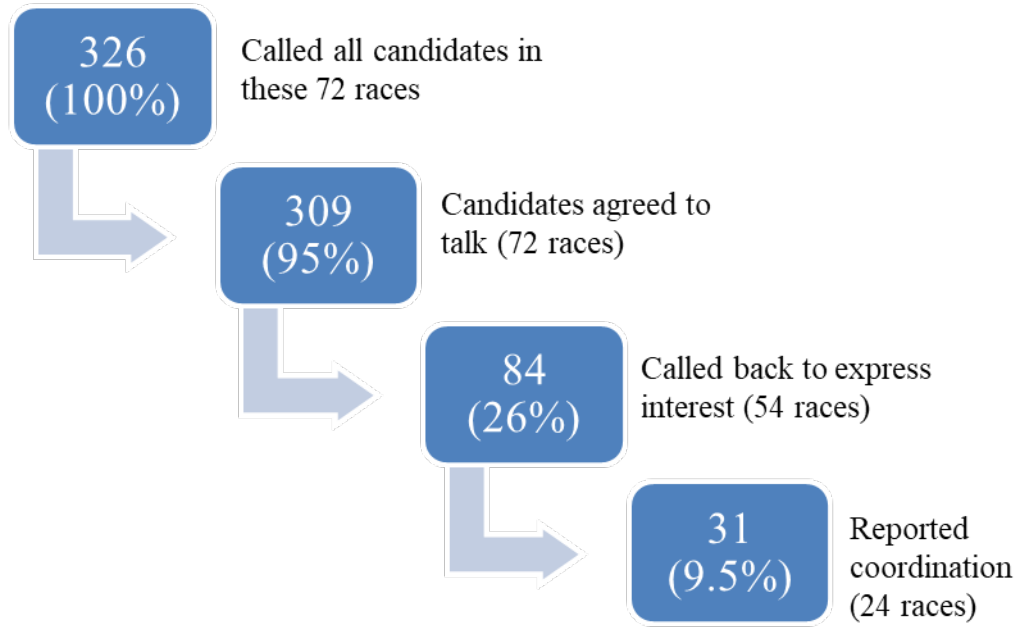 326
(100%)
Called all candidates in
these 72 races
309
(95%)
Candidates agreed to
talk (72 races)
84
(26%)
Called back to express
interest (54 races)
31
(9.5%)
Reported
coordination
(24 races)